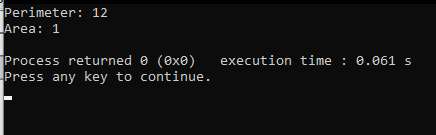 Perimeter: 12
Area: 1
Process returned 0 (0x0)   execution time : 0.061 s
Press any key to continue.